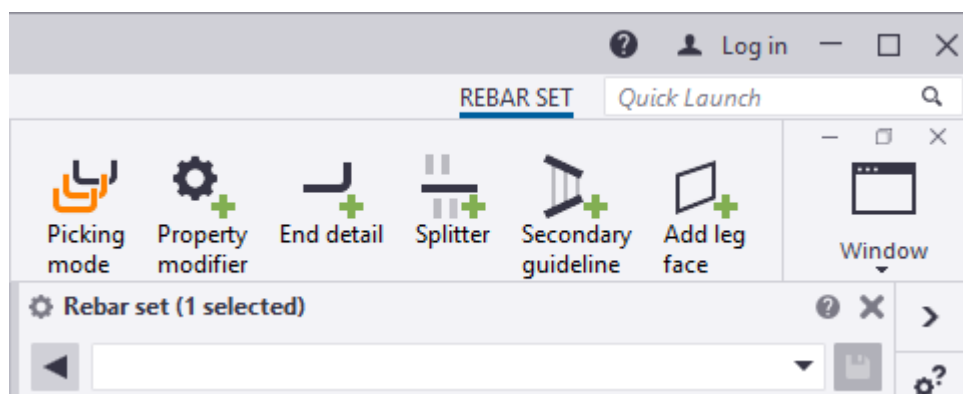 Log in
REBAR SET
Quick Launch
Picking mode
Property modifier
End detail
Splitter
Secondary guideline
Add leg face
Window
Rebar set (1 selected)